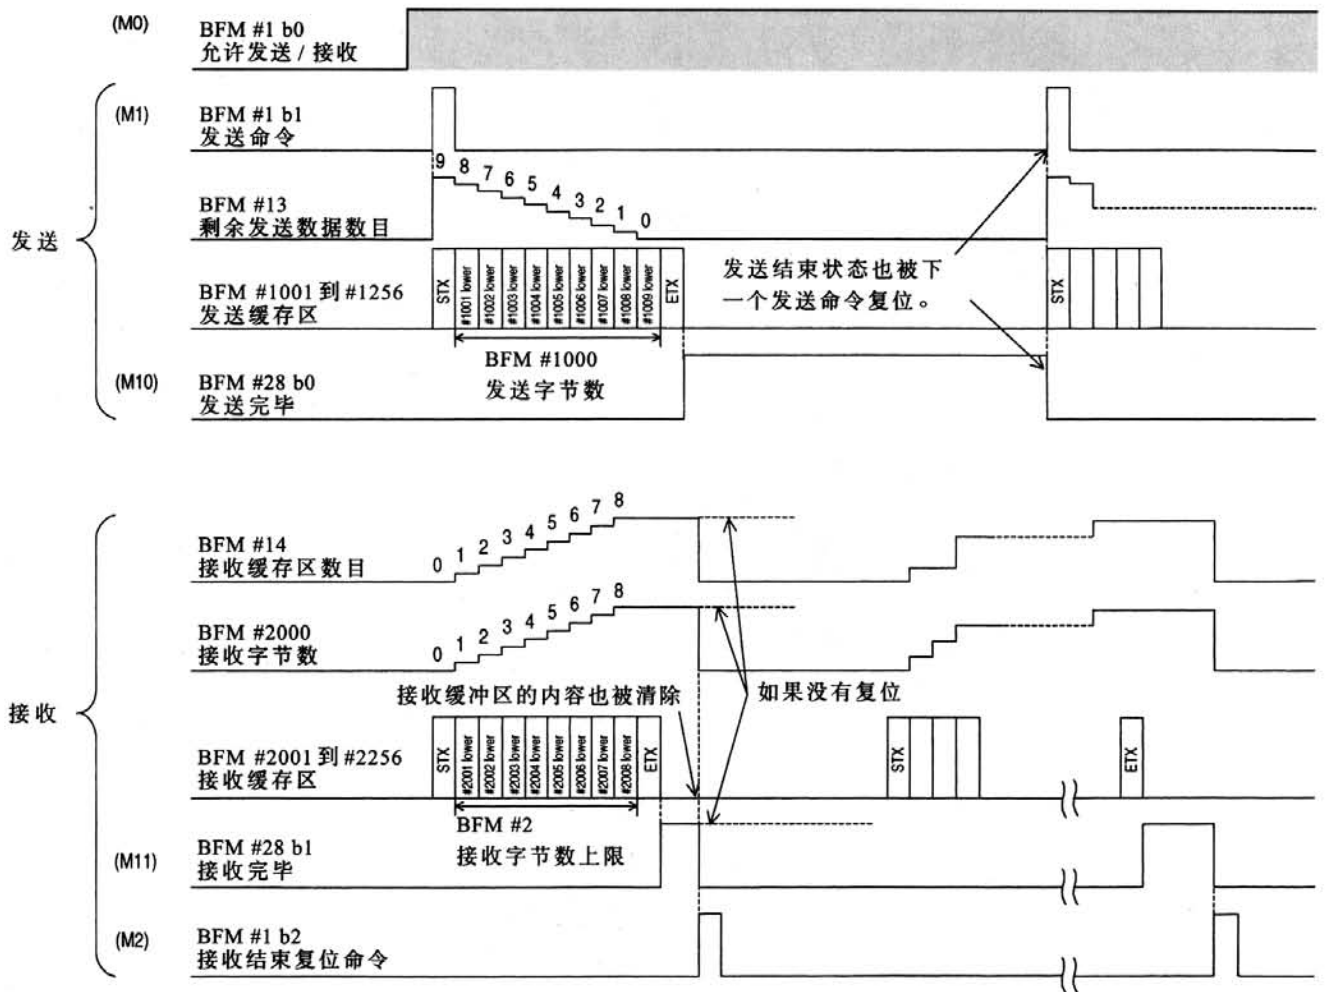 (M0)
BFM #1 b0
允许发送 / 接收
(M1)
BFM #1 b1
发送命令
9 8 7 6 5 4 3 2 1 0
BFM #13
剩余发送数据数目
发送
BFM #1001 到 #1256
发送缓存区
STX
#1001 lower
#1002 lower
#1003 lower
#1004 lower
#1005 lower
#1006 lower
#1007 lower
#1008 lower
#1009 lower
ETX
发送结束状态也被下
一个发送命令复位。
STX
BFM #1000
发送字节数
(M10)
BFM #28 b0
发送完毕
BFM #14
接收缓存区数目
0 1 2 3 4 5 6 7 8
BFM #2000
接收字节数
0 1 2 3 4 5 6 7 8
接收缓冲区的内容也被清除
如果没有复位
接收
BFM #2001 到 #2256
接收缓存区
STX
#2001 lower
#2002 lower
#2003 lower
#2004 lower
#2005 lower
#2006 lower
#2007 lower
#2008 lower
ETX
STX
ETX
BFM #2
接收字节数上限
(M11)
BFM #28 b1
接收完毕
(M2)
BFM #1 b2
接收结束复位命令